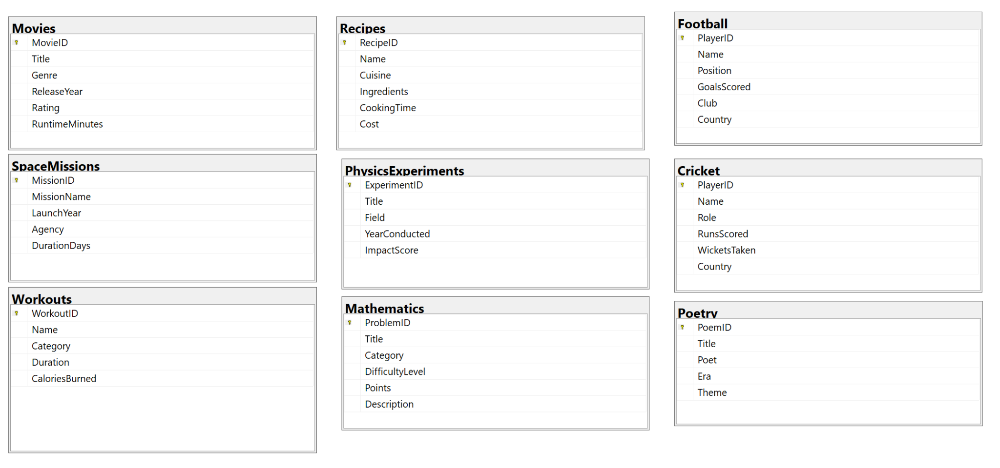 Movies
MovieID
Title
Genre
ReleaseYear
Rating
RuntimeMinutes
Recipes
RecipeID
Name
Cuisine
Ingredients
CookingTime
Cost
Football
PlayerID
Name
Position
GoalsScored
Club
Country
SpaceMissions
MissionID
MissionName
LaunchYear
Agency
DurationDays
PhysicsExperiments
ExperimentID
Title
Field
YearConducted
ImpactScore
Cricket
PlayerID
Name
Role
RunsScored
WicketsTaken
Country
Workouts
WorkoutID
Name
Category
Duration
CaloriesBurned
Mathematics
ProblemID
Title
Category
DifficultyLevel
Points
Description
Poetry
PoemID
Title
Poet
Era
Theme